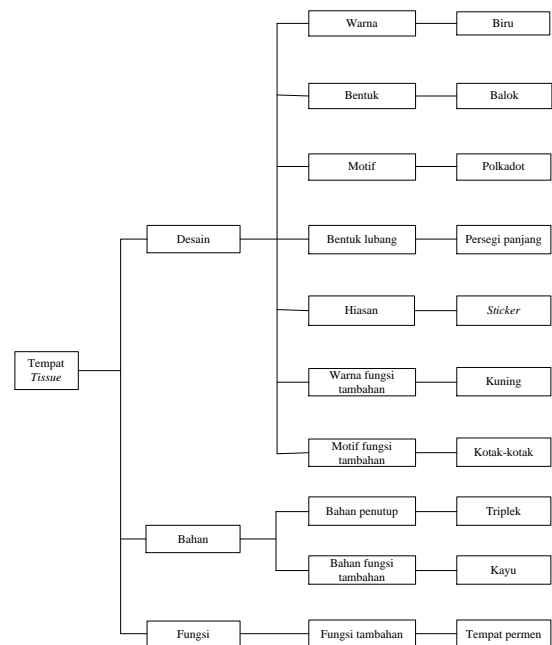 Warna
Biru
Bentuk
Balok
Motif
Polkadot
Desain
Bentuk lubang
Persegi panjang
Hiasan
Sticker
Tempat
Tissue
Warna fungsi
tambahan
Kuning
Motif fungsi
tambahan
Kotak-kotak
Bahan
Bahan penutup
Triplek
Bahan fungsi
tambahan
Kayu
Fungsi
Fungsi tambahan
Tempat permen